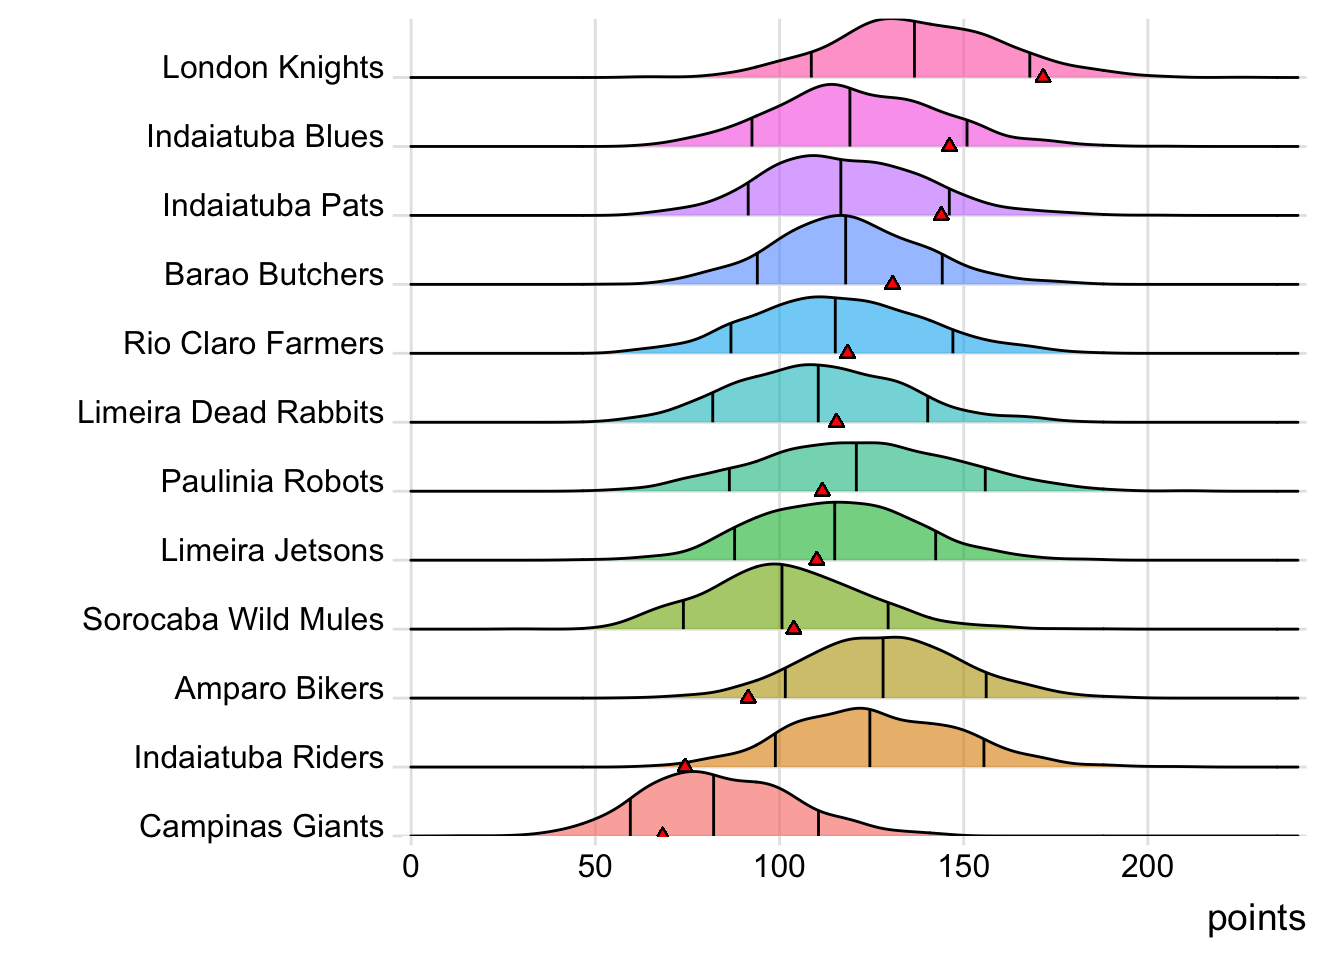 London Knights
Indaiatuba Blues
Indaiatuba Pats
Barao Butchers
Rio Claro Farmers
Limeira Dead Rabbits
Paulinia Robots
Limeira Jetsons
Sorocaba Wild Mules
Amparo Bikers
Indaiatuba Riders
Campinas Giants
0 50 100 150 200
points